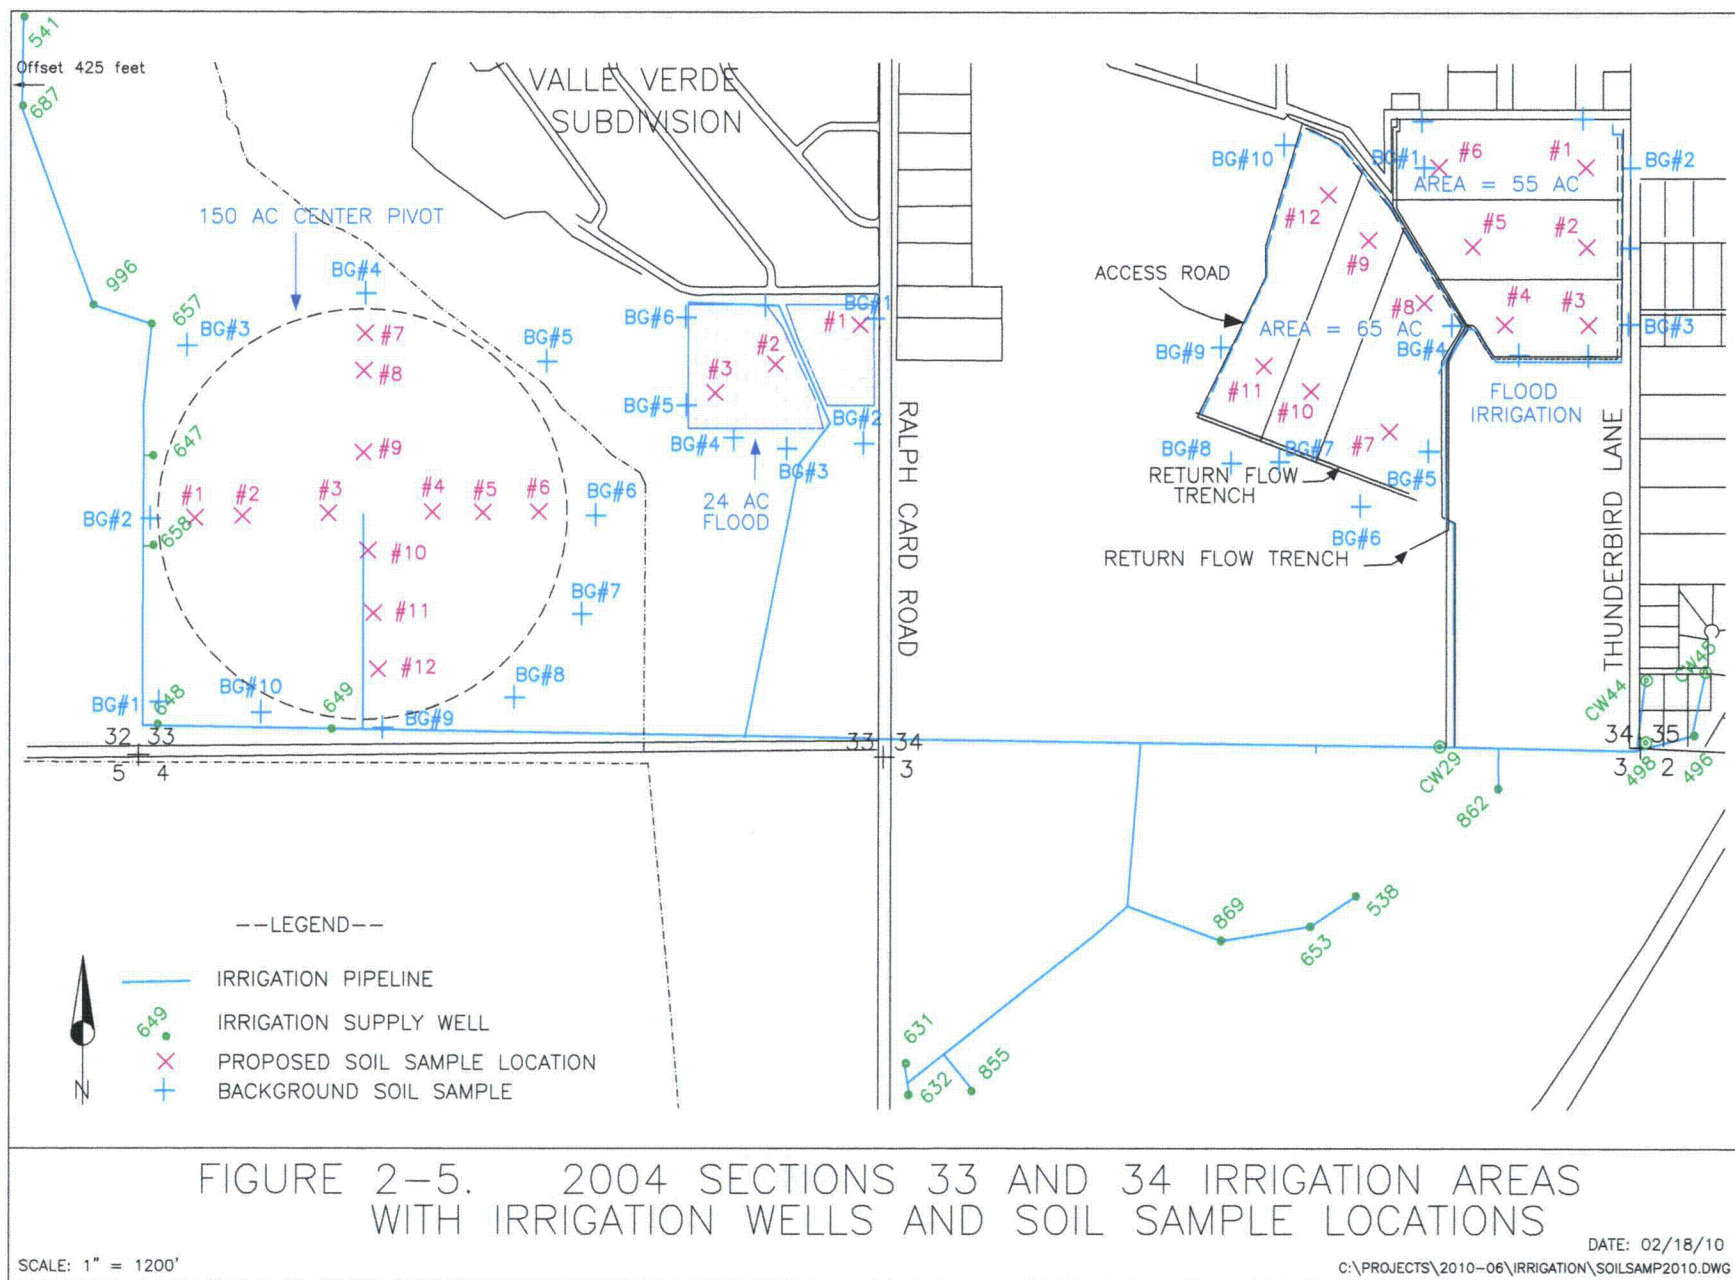 541
Offset 425 feet
687
VALLE VERDE
SUBDIVISION
150 AC CENTER PIVOT
996
657
BG#3
BG#4
BG#5
#7
#8
#9
647
#1
#2
#3
#4
#5
#6
BG#2
658
BG#6
#10
#11
#12
BG#7
BG#8
BG#1
648
BG#10
649
BG#9
32
33
5
4
BG#6
BG#5
BG#4
BG#3
BG#2
BG#1
#1
#2
#3
24 AC
FLOOD
RALPH CARD ROAD
33
34
3
BG#10
BG#1
#6
#1
BG#2
AREA = 55 AC
#12
#9
#5
#2
ACCESS ROAD
#8
#4
#3
BG#3
AREA = 65 AC
BG#9
BG#4
#11
#10
#7
FLOOD
IRRIGATION
BG#8
BG#7
BG#5
RETURN FLOW
TRENCH
BG#6
RETURN FLOW TRENCH
THUNDERBIRD LANE
CW45
CW44
34
35
3
2
498
496
CW29
862
869
653
538
631
632
855
--LEGEND--
IRRIGATION PIPELINE
649
IRRIGATION SUPPLY WELL
PROPOSED SOIL SAMPLE LOCATION
BACKGROUND SOIL SAMPLE
N
FIGURE 2-5. 2004 SECTIONS 33 AND 34 IRRIGATION AREAS
WITH IRRIGATION WELLS AND SOIL SAMPLE LOCATIONS
DATE: 02/18/10
SCALE: 1" = 1200'
C:\PROJECTS\2010-06\IRRIGATION\SOILSAMP2010.DWG